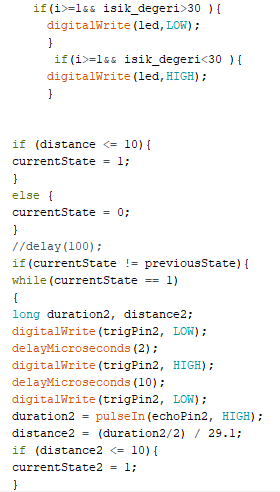 if(i>=1&& isik_degeri>30 ){
digitalWrite(led,LOW);
}
if(i>=1&& isik_degeri<30 ){
digitalWrite(led,HIGH);
}
if (distance <= 10){
currentState = 1;
}
else {
currentState = 0;
}
//delay(100);
if(currentState != previousState){
while(currentState == 1)
{
long duration2, distance2;
digitalWrite(trigPin2, LOW);
delayMicroseconds(2);
digitalWrite(trigPin2, HIGH);
delayMicroseconds(10);
digitalWrite(trigPin2, LOW);
duration2 = pulseIn(echoPin2, HIGH);
distance2 = (duration2/2) / 29.1;
if (distance2 <= 10){
currentState2 = 1;
}